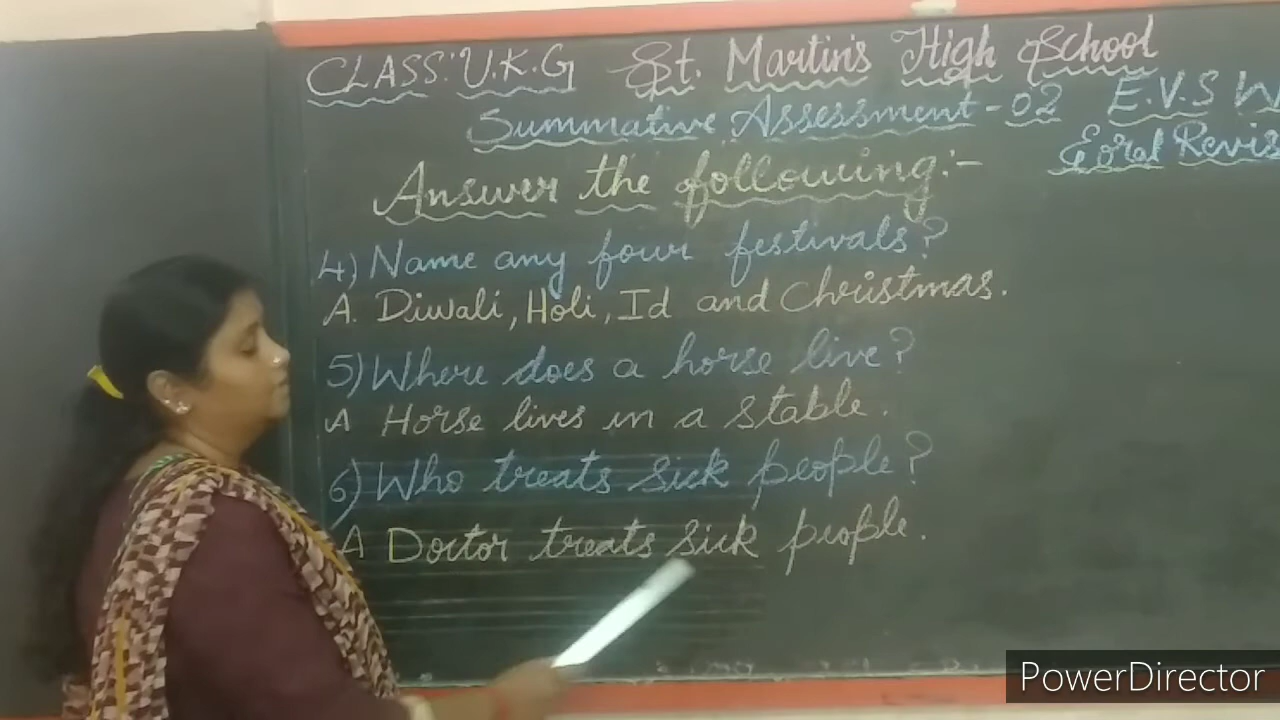 CLASS: U.K.G St. Martin's High School
Summative Assessment - 02 E.V.S
Answer the following:-
4) Name any four festivals?
A. Diwali, Holi, Id and Christmas.
5) Where does a horse live?
A Horse lives in a stable.
6) Who treats sick people?
A Doctor treats sick people.
PowerDirector